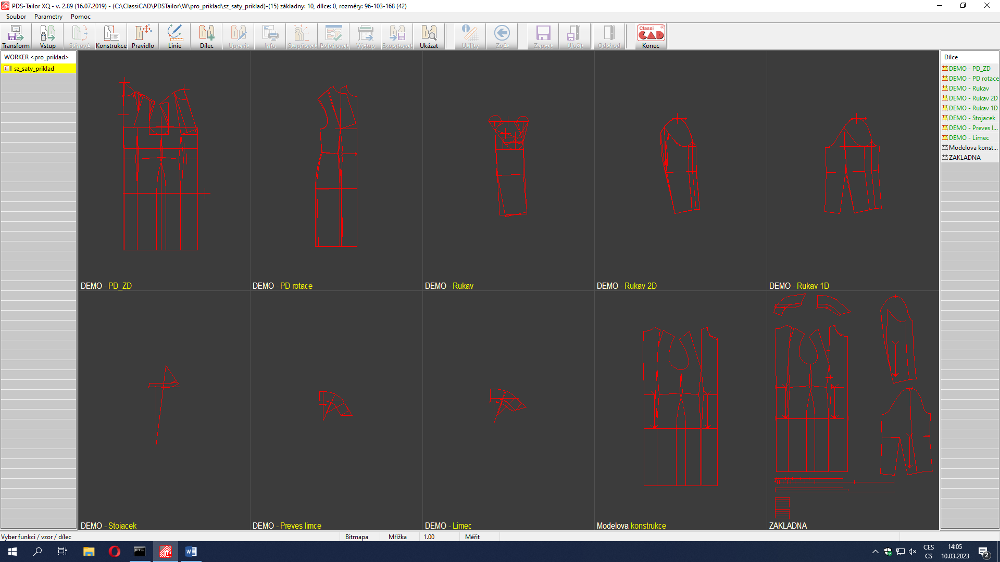 PDS-Tailor XQ - v. 2.89 (16.07.2019) - (C:\ClassiCAD\PDSTailor\W\pro_priklad\sz_saty_priklad)-(15) základny: 10, dílce: 0, rozměry: 96-103-168 (42)
Soubor Parametry Pomoc
Transform Vstup Stínové Konstrukce Pravidlo Linie Dílec Upravit Info Stupňovat Polohovat Výstup Exportovat Ukázat Utility Zpět Zapsat Uložit Odchod Classi CAD ® Konec
WORKER <pro_priklad>
C ! sz_saty_priklad
Dílce
DEMO - PD_ZD
DEMO - PD rotace
DEMO - Rukav
DEMO - Rukav 2D
DEMO - Rukav 1D
DEMO - Stojacek
DEMO - Preves l...
DEMO - Limec
Modelova konst...
ZAKLADNA
DEMO - PD_ZD
DEMO - PD rotace
DEMO - Rukav
DEMO - Rukav 2D
DEMO - Rukav 1D
DEMO - Stojacek
DEMO - Preves limce
DEMO - Limec
Modelova konstrukce
ZAKLADNA
Vyber funkci / vzor / dílec Bitmapa Mřížka 1.00 Měřit
CES 14:05
CS 10.03.2023 2